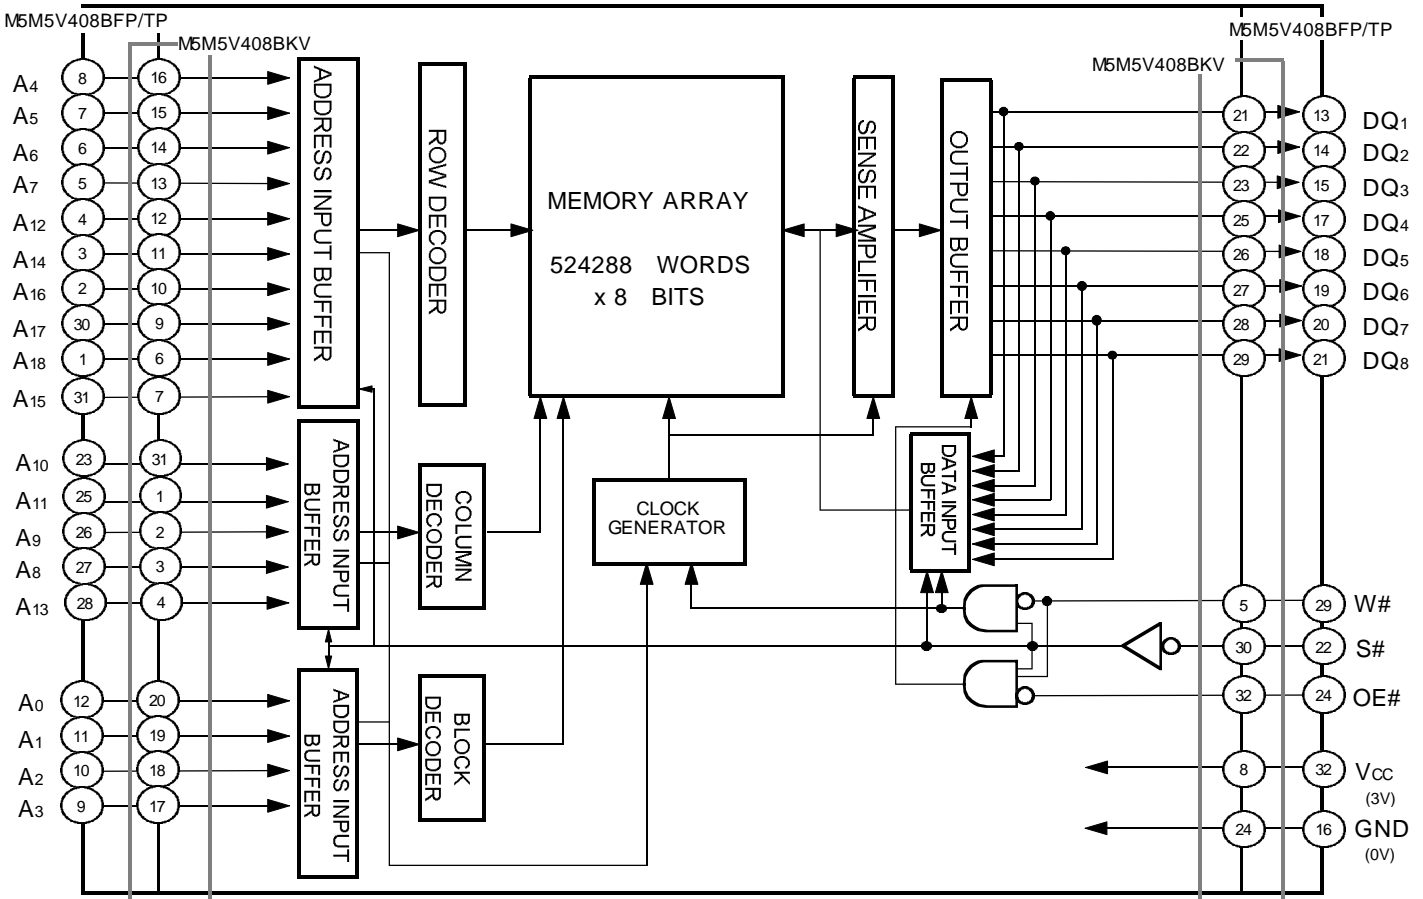 M5M5V408BFP/TP
M5M5V408BKV
M5M5V408BFP/TP
M5M5V408BKV
A4 8 16
A5 7 15
A6 6 14
A7 5 13
A12 4 12
A14 3 11
A16 2 10
A17 30 9
A18 1 6
A15 31 7
A10 23 31
A11 25 1
A9 26 2
A8 27 3
A13 28 4
A0 12 20
A1 11 19
A2 10 18
A3 9 17
ADDRESS INPUT BUFFER
ROW DECODER
MEMORY ARRAY
524288 WORDS
x 8 BITS
SENSE AMPLIFIER
OUTPUT BUFFER
ADDRESS INPUT
BUFFER
COLUMN
DECODER
CLOCK
GENERATOR
DATA INPUT
BUFFER
ADDRESS INPUT
BUFFER
BLOCK
DECODER
21 13 DQ1
22 14 DQ2
23 15 DQ3
25 17 DQ4
26 18 DQ5
27 19 DQ6
28 20 DQ7
29 21 DQ8
5 29 W#
30 22 S#
32 24 OE#
8 32 VCC
(3V)
24 16 GND
(0V)